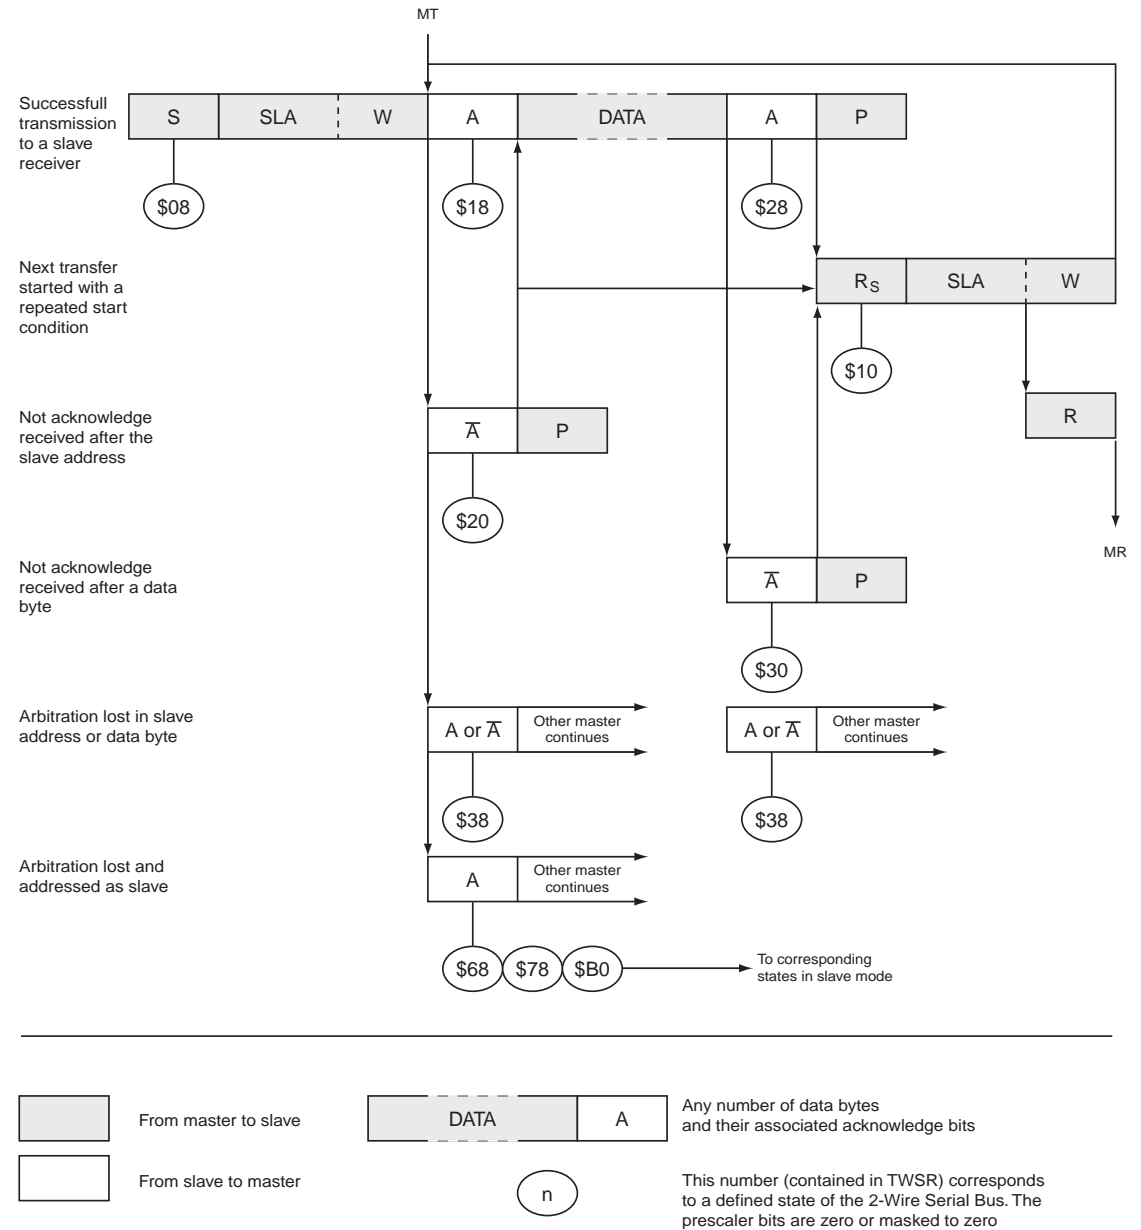 MT
Successfull
transmission
to a slave
receiver
S SLA W A DATA A P
$08 $18 $28
Next transfer
started with a
repeated start
condition
RS SLA W
$10
Not acknowledge
received after the
slave address
A̅ P
R
$20
MR
Not acknowledge
received after a data
byte
A̅ P
$30
Arbitration lost in slave
address or data byte
A or A̅
Other master
continues
A or A̅
Other master
continues
$38 $38
Arbitration lost and
addressed as slave
A
Other master
continues
$68 $78 $B0
To corresponding
states in slave mode
From master to slave
DATA A
Any number of data bytes
and their associated acknowledge bits
From slave to master
n
This number (contained in TWSR) corresponds
to a defined state of the 2-Wire Serial Bus. The
prescaler bits are zero or masked to zero